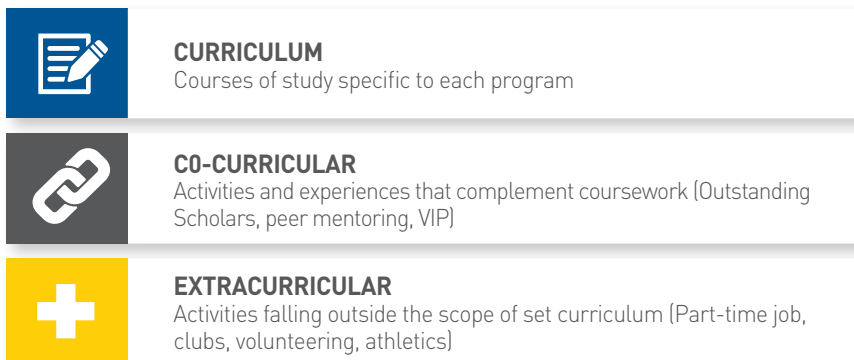 CURRICULUM
Courses of study specific to each program
C0-CURRICULAR
Activities and experiences that complement coursework (Outstanding
Scholars, peer mentoring, VIP)
EXTRACURRICULAR
Activities falling outside the scope of set curriculum (Part-time job,
clubs, volunteering, athletics)